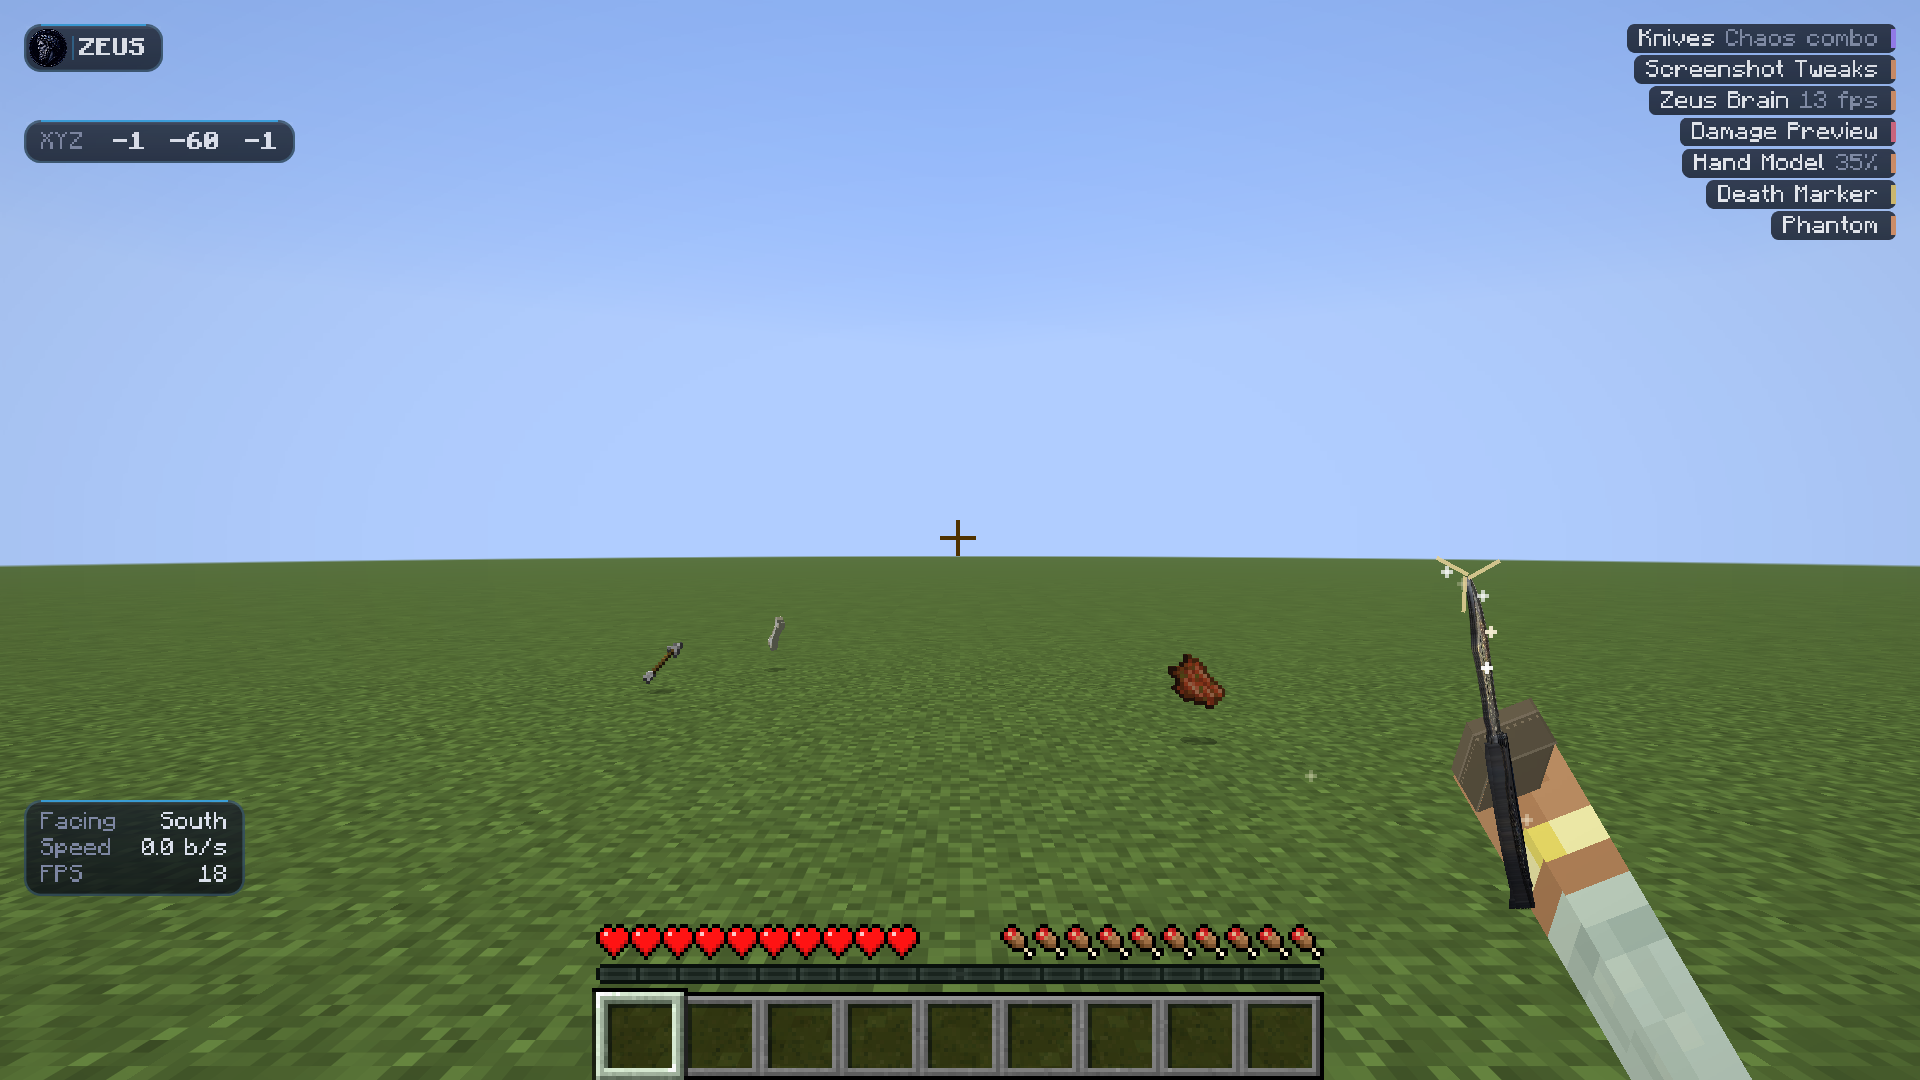 ZEUS
XYZ -1 -60 -1
Knives Chaos combo
Screenshot Tweaks
Zeus Brain 13 fps
Damage Preview
Hand Model 35%
Death Marker
Phantom
Facing South
Speed 0.0 b/s
FPS 18